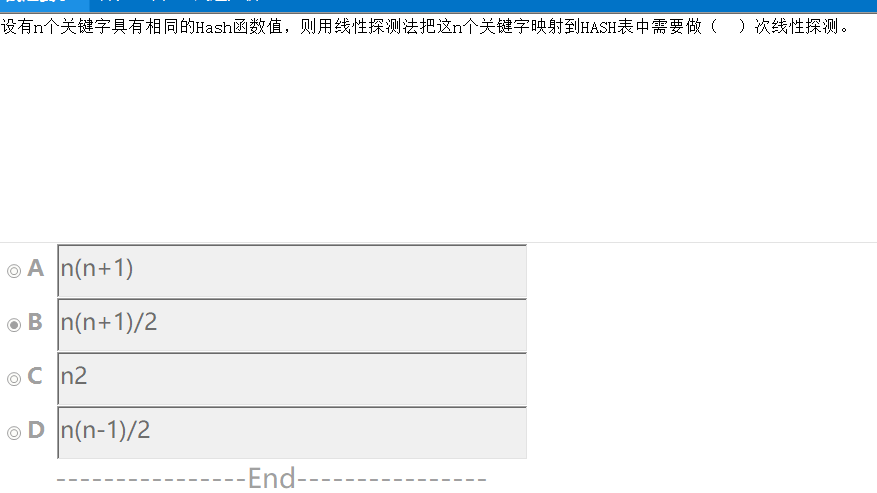 设有n个关键字具有相同的Hash函数值，则用线性探测法把这n个关键字映射到HASH表中需要做（　）次线性探测。
A n(n+1)
B n(n+1)/2
C n2
D n(n-1)/2
----------------End----------------